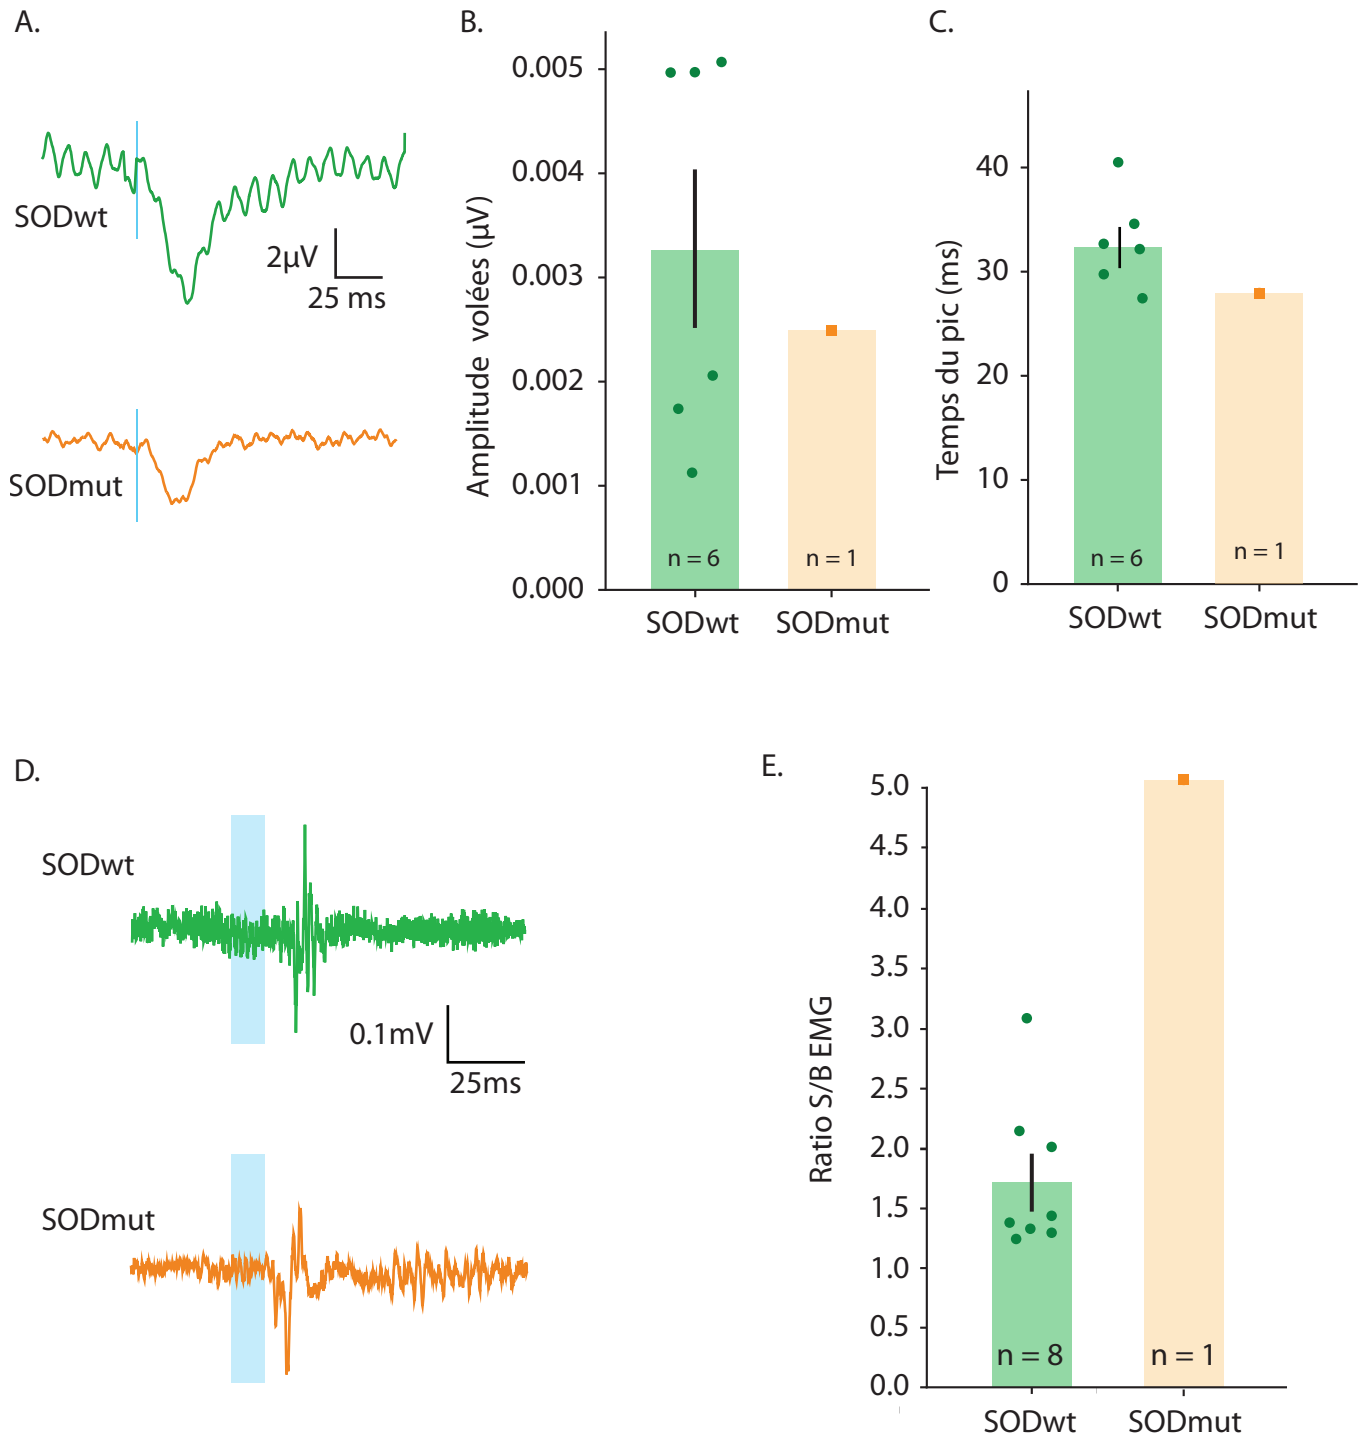 A.
SODwt
2µV
25 ms
SODmut
B.
Amplitude volées (µV)
0.005
0.004
0.003
0.002
0.001
0.000
n = 6
n = 1
SODwt
SODmut
C.
Temps du pic (ms)
40
30
20
10
0
n = 6
n = 1
SODwt
SODmut
D.
SODwt
0.1mV
25ms
SODmut
E.
Ratio S/B EMG
5.0
4.5
4.0
3.5
3.0
2.5
2.0
1.5
1.0
0.5
0.0
n = 8
n = 1
SODwt
SODmut